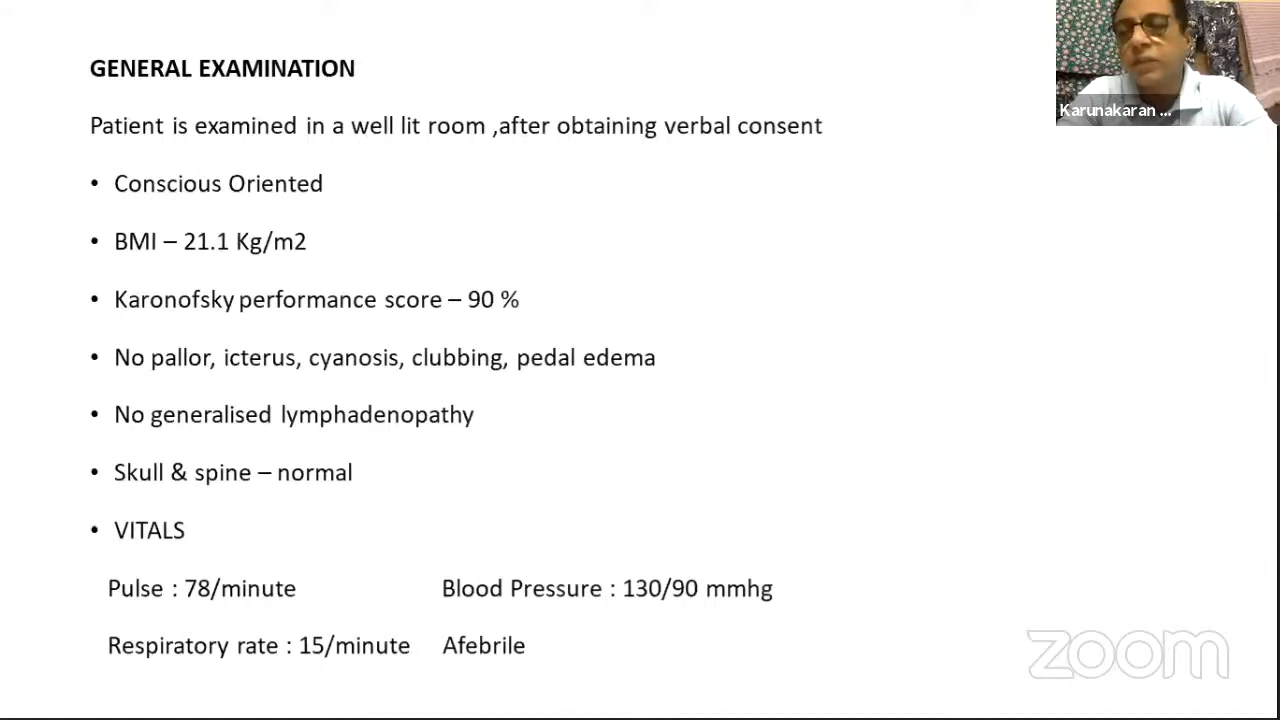 GENERAL EXAMINATION
Patient is examined in a well lit room ,after obtaining verbal consent
• Conscious Oriented
• BMI – 21.1 Kg/m2
• Karonofsky performance score – 90 %
• No pallor, icterus, cyanosis, clubbing, pedal edema
• No generalised lymphadenopathy
• Skull & spine – normal
• VITALS
Pulse : 78/minute Blood Pressure : 130/90 mmhg
Respiratory rate : 15/minute Afebrile
Karunakaran ...
zoom